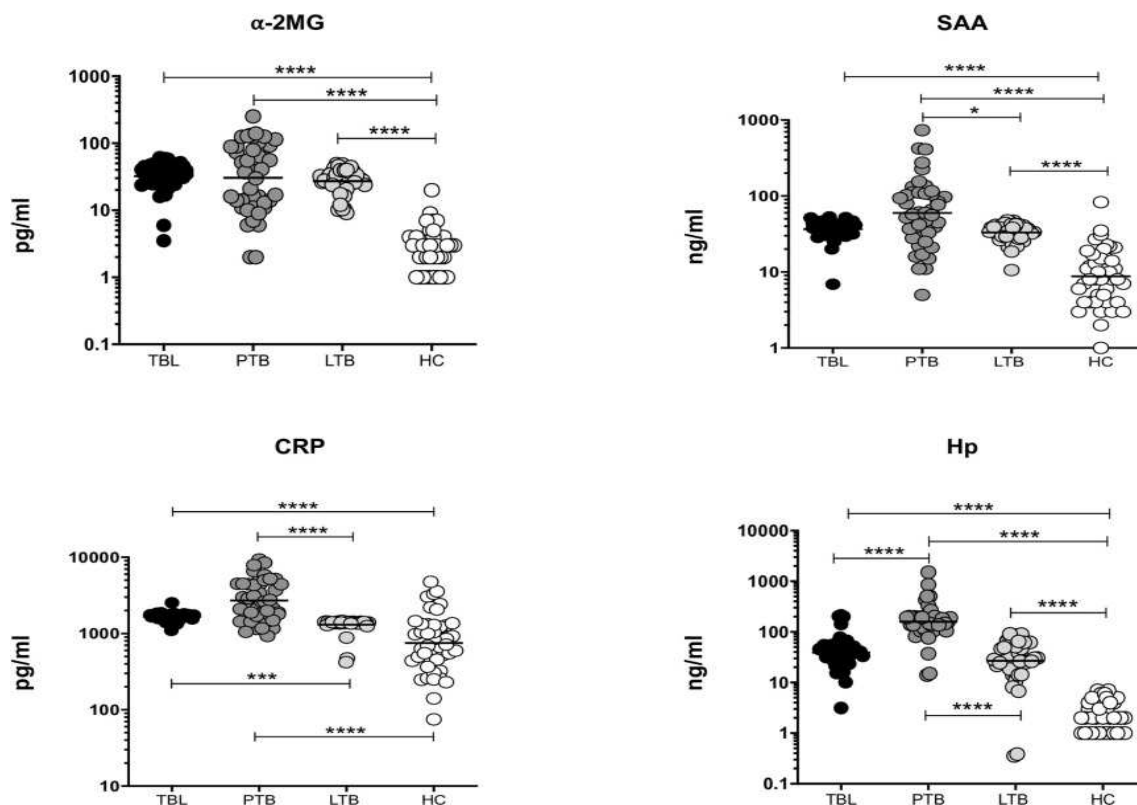 α-2MG
****
****
****
1000
100
10
1
0.1
pg/ml
TBL PTB LTB HC
SAA
****
****
*
****
1000
100
10
1
ng/ml
TBL PTB LTB HC
CRP
****
****
10000
1000
100
10
pg/ml
***
****
TBL PTB LTB HC
Hp
****
****
****
****
10000
1000
100
10
1
0.1
ng/ml
****
TBL PTB LTB HC